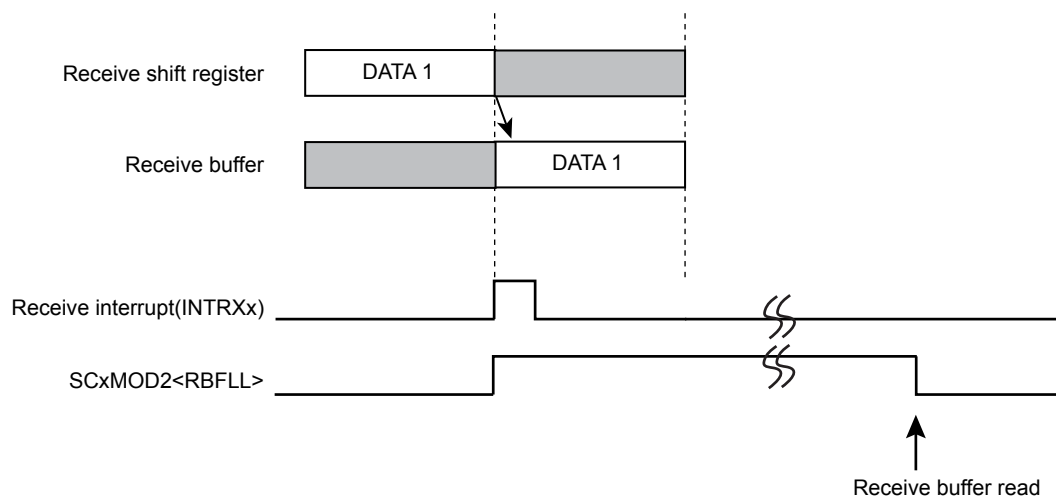 Receive shift register
DATA 1
Receive buffer
DATA 1
Receive interrupt(INTRXx)
SCxMOD2<RBFLL>
Receive buffer read